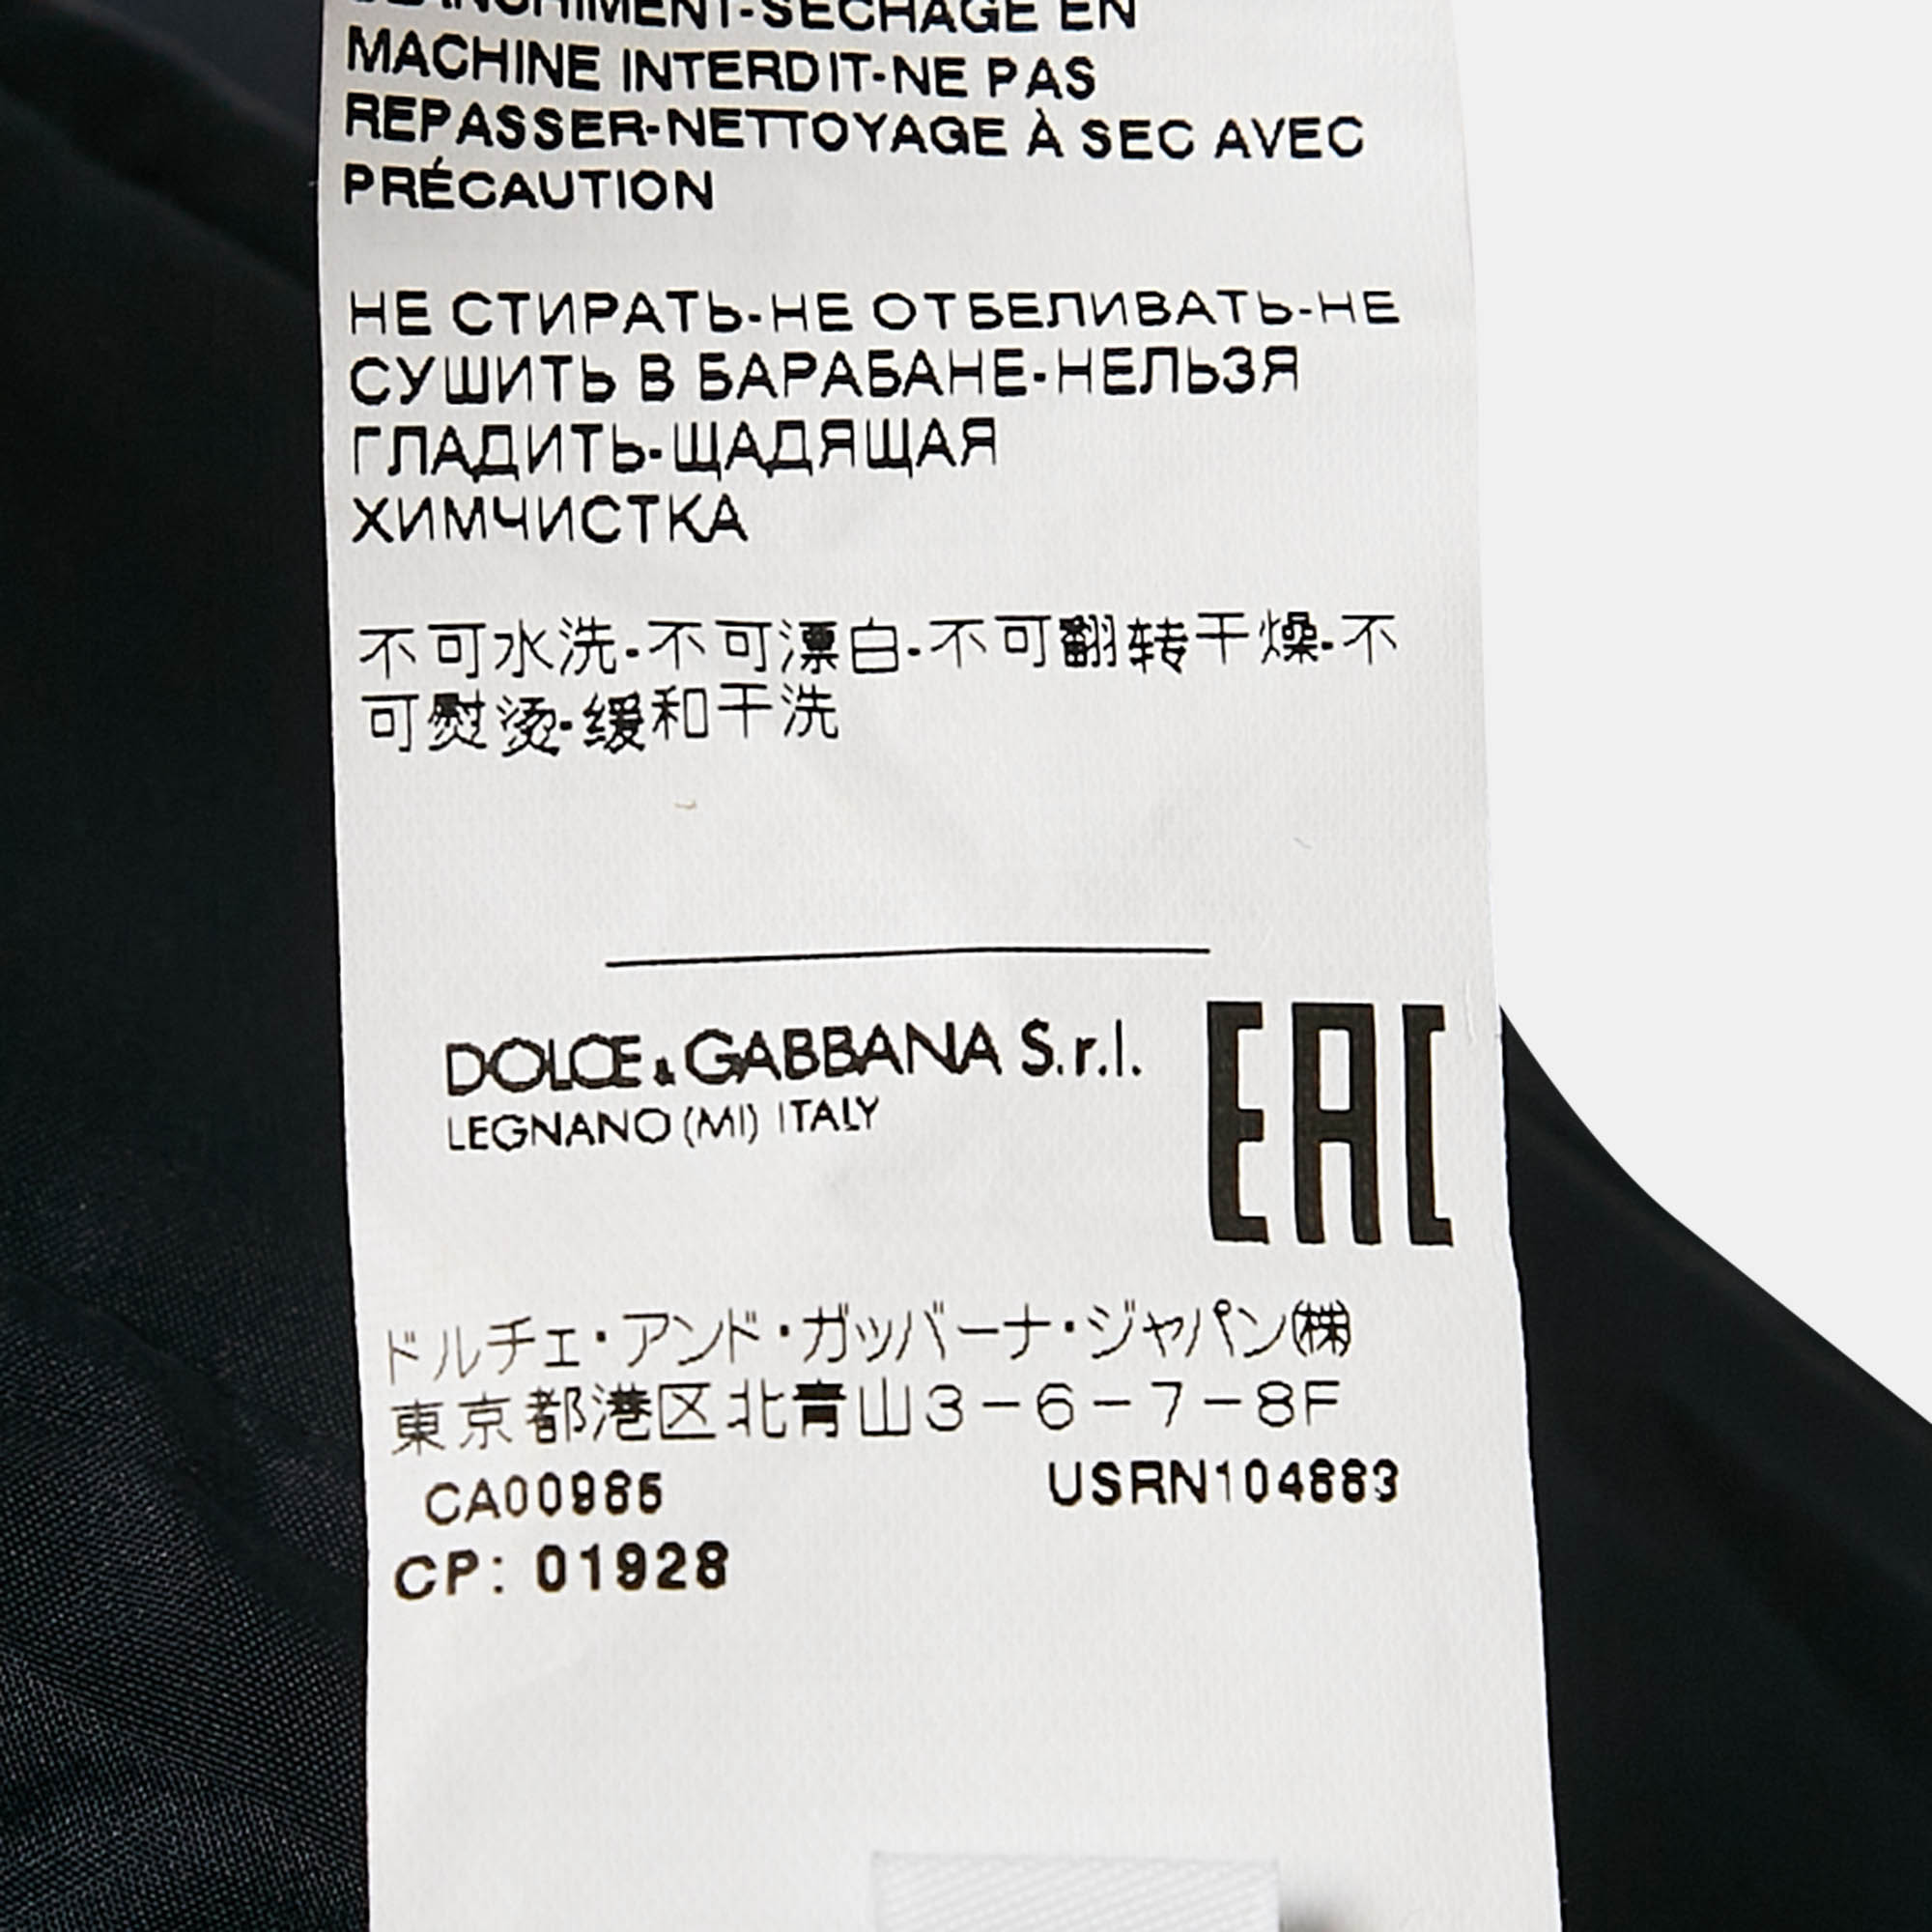 BLANCHIMENT-SÉCHAGE EN
MACHINE INTERDIT-NE PAS
REPASSER-NETTOYAGE À SEC AVEC
PRÉCAUTION
НЕ СТИРАТЬ-НЕ ОТБЕЛИВАТЬ-НЕ
СУШИТЬ В БАРАБАНЕ-НЕЛЬЗЯ
ГЛАДИТЬ-ЩАДЯЩАЯ
ХИМЧИСТКА
不可水洗-不可漂白-不可翻转干燥-不
可熨烫-缓和干洗
DOLCE & GABBANA S.r.l.
LEGNANO (MI) ITALY
EAC
ドルチェ・アンド・ガッバーナ・ジャパン㈱
東京都港区北青山3-6-7-8F
CA00985 USRN104883
CP: 01928